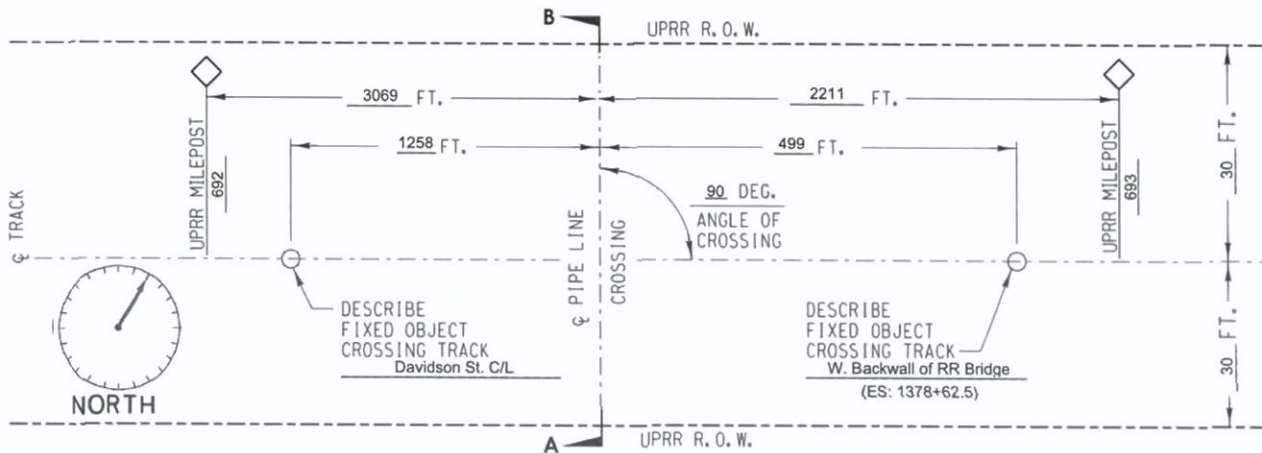 B
UPRR R.O.W.
3069 FT.
2211 FT.
1258 FT.
499 FT.
UPRR MILEPOST
692
UPRR MILEPOST
693
30 FT.
90 DEG.
ANGLE OF
CROSSING
℄ TRACK
℄ PIPE LINE
CROSSING
DESCRIBE
FIXED OBJECT
CROSSING TRACK
Davidson St. C/L
DESCRIBE
FIXED OBJECT
CROSSING TRACK
W. Backwall of RR Bridge
(ES: 1378+62.5)
30 FT.
NORTH
A
UPRR R.O.W.